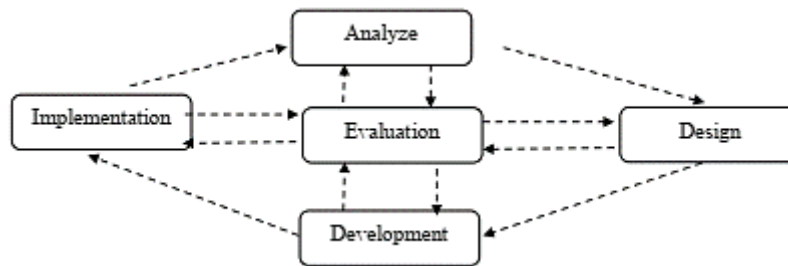 Analyze
Implementation
Evaluation
Design
Development